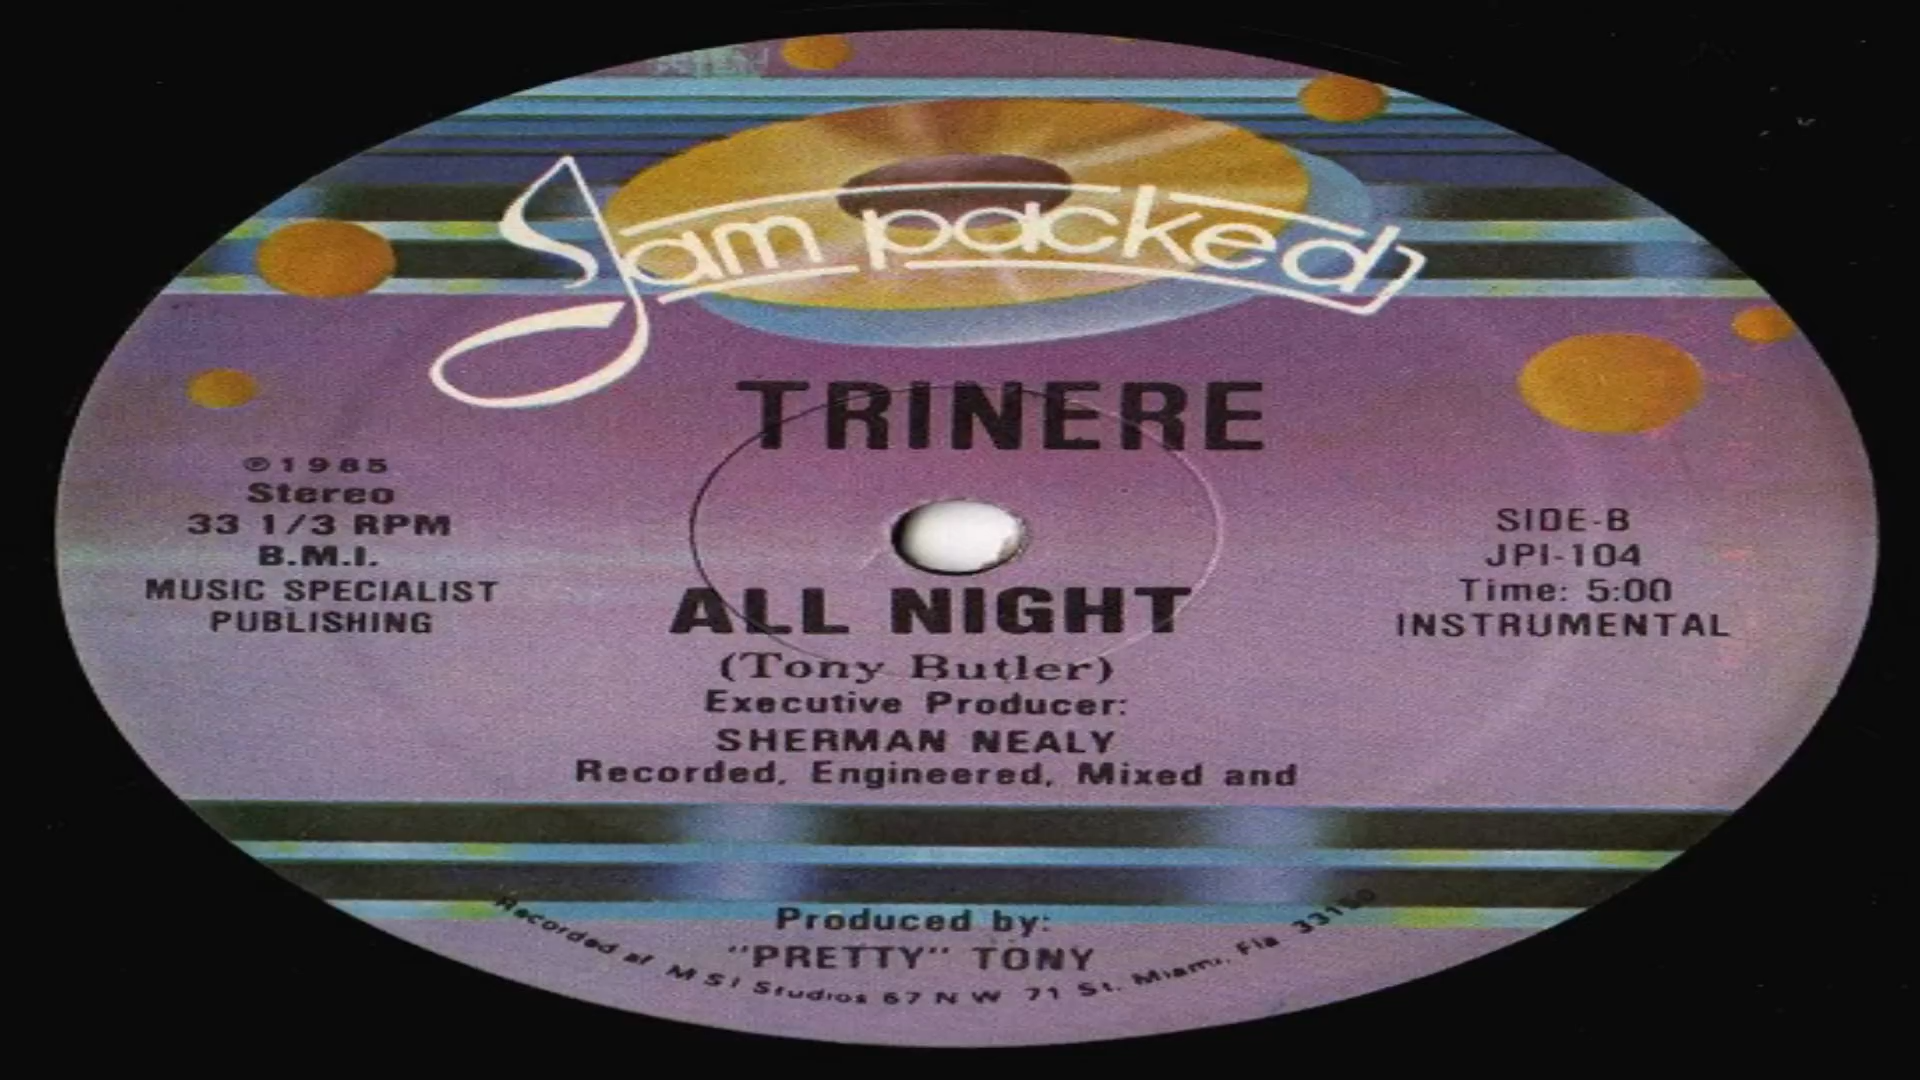 Jam packed
TRINERE
℗1985
Stereo
33 1/3 RPM
B.M.I.
MUSIC SPECIALIST
PUBLISHING
SIDE-B
JPI-104
Time: 5:00
INSTRUMENTAL
ALL NIGHT
(Tony Butler)
Executive Producer:
SHERMAN NEALY
Recorded, Engineered, Mixed and
Produced by:
"PRETTY" TONY
Recorded at M S I Studios 67 N W 71 St. Miami, Fla 33150